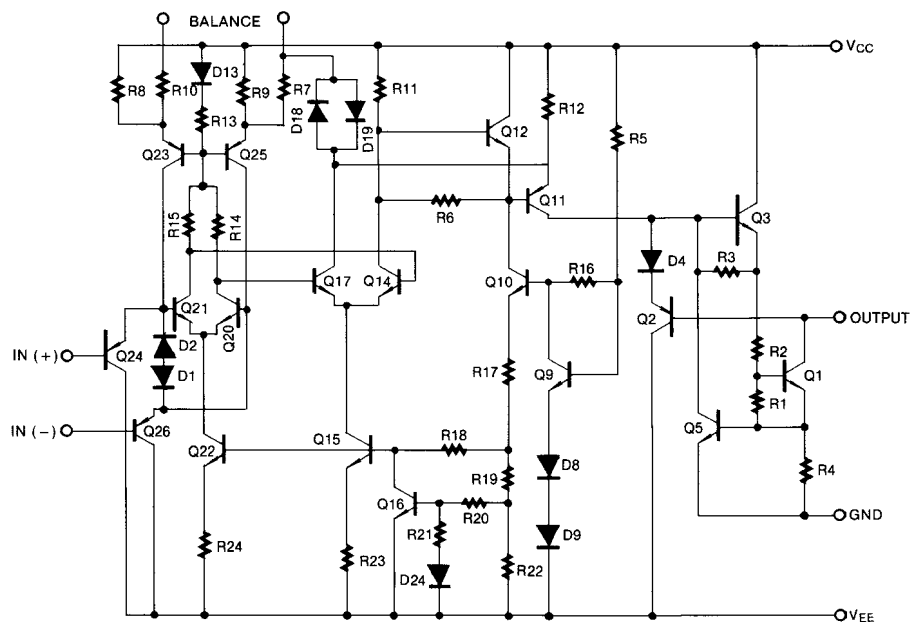 BALANCE
VCC
D13
R8
R10
R9
R7
R11
R12
R5
R13
D18
D19
Q12
Q23
Q25
Q11
Q3
R6
R15
R14
R3
D4
Q17
Q14
Q10
R16
Q21
Q20
Q2
OUTPUT
D2
IN (+)
Q24
R2
D1
R17
Q9
Q1
R1
IN (-)
Q26
Q22
Q15
R18
Q5
D8
R4
R19
Q16
R20
GND
R21
D9
R24
R23
D24
R22
VEE